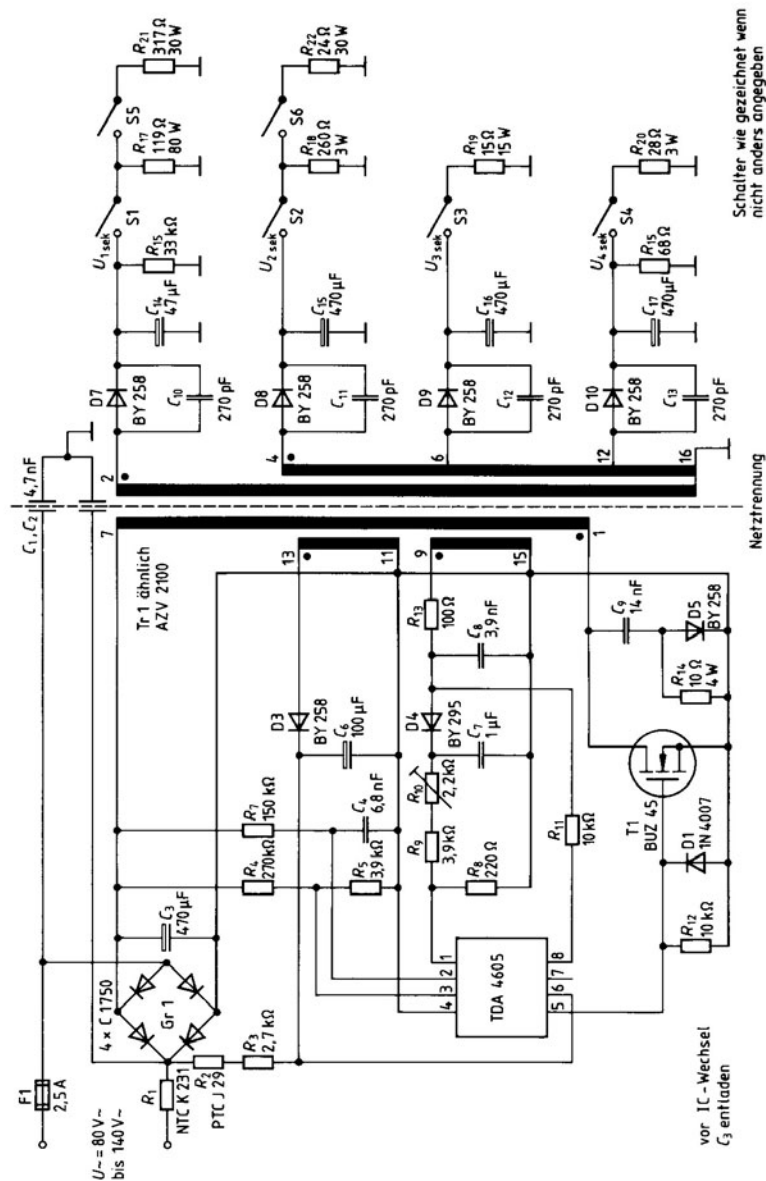 F1
2,5 A
U~ = 80 V~
bis 140 V~
R1
NTC K 231
R2
PTC J 29
R3
2,7 kΩ
4 × C 1750
Gr 1
C3
470 µF
C1, C2
4,7 nF
Tr 1 ähnlich
AZV 2100
R4
270 kΩ
R7
150 kΩ
R5
3,9 kΩ
C4
6,8 nF
D3
BY 258
C6
100 µF
7
13
11
9
15
1
R13
100 Ω
C8
3,9 nF
D4
BY 295
C7
1 µF
R10
2,2 kΩ
R9
3,9 kΩ
R8
220 Ω
R11
10 kΩ
TDA 4605
1
2
3
4
8
7
6
5
T1
BUZ 45
D1
1N 4007
R12
10 kΩ
C9
14 nF
R14
10 Ω
4 W
D5
BY 258
vor IC-Wechsel
C3 entladen
Netztrennung
2
4
6
12
16
D7
BY 258
C10
270 pF
C14
47 µF
U1 sek
R15
33 kΩ
S1
R17
119 Ω
80 W
S5
R21
317 Ω
30 W
D8
BY 258
C11
270 pF
C15
470 µF
U2 sek
S2
R18
260 Ω
3 W
S6
R22
24 Ω
30 W
D9
BY 258
C12
270 pF
C16
470 µF
U3 sek
S3
R19
15 Ω
15 W
D10
BY 258
C13
270 pF
C17
470 µF
U4 sek
R15
68 Ω
S4
R20
28 Ω
3 W
Schalter wie gezeichnet wenn
nicht anders angegeben